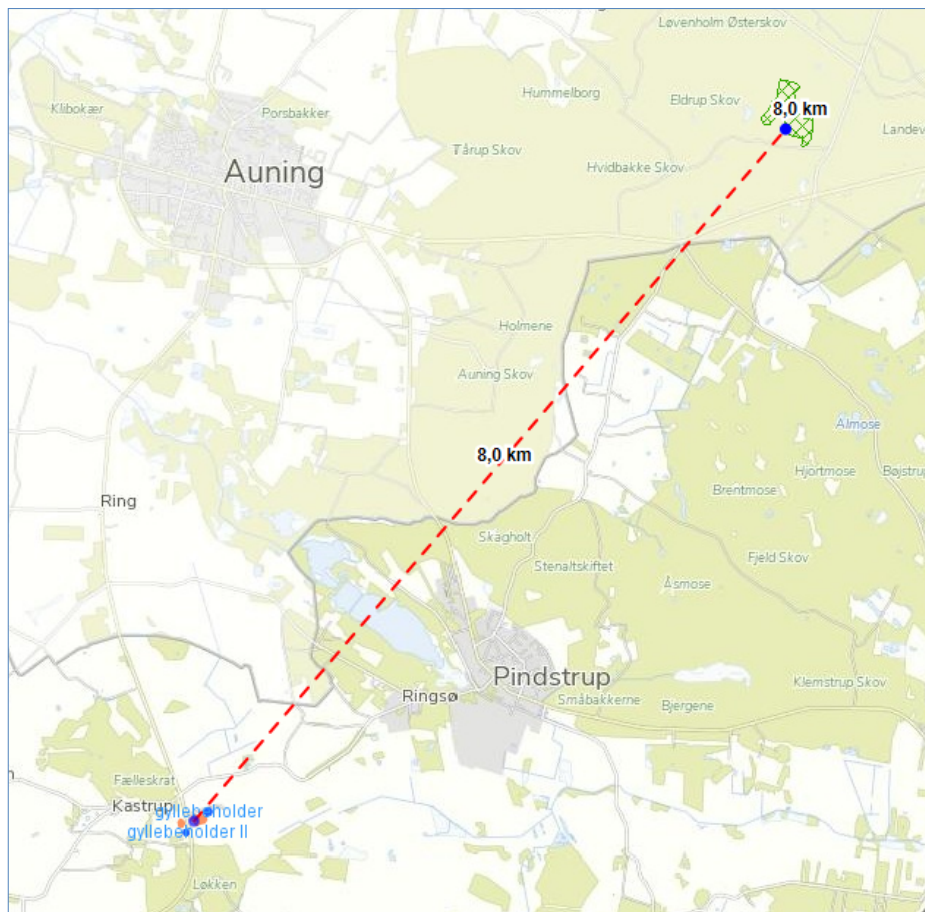 Løvenholm Østerskov
Klibokær
Porsbakker
Hummelborg
Eldrup Skov
8,0 km
Landev
Tårup Skov
Hvidbakke Skov
Auning
Holmene
Auning Skov
Almose
8,0 km
Hjortmose
Bøjstrup
Brentmose
Ring
Skågholt
Stenaltskiftet
Fjeld Skov
Åsmose
Pindstrup
Ringsø
Småbakkerne
Bjergene
Klemstrup Skov
Fælleskrat
Kastrup
gyllebeholder
gyllebeholder II
Løkken